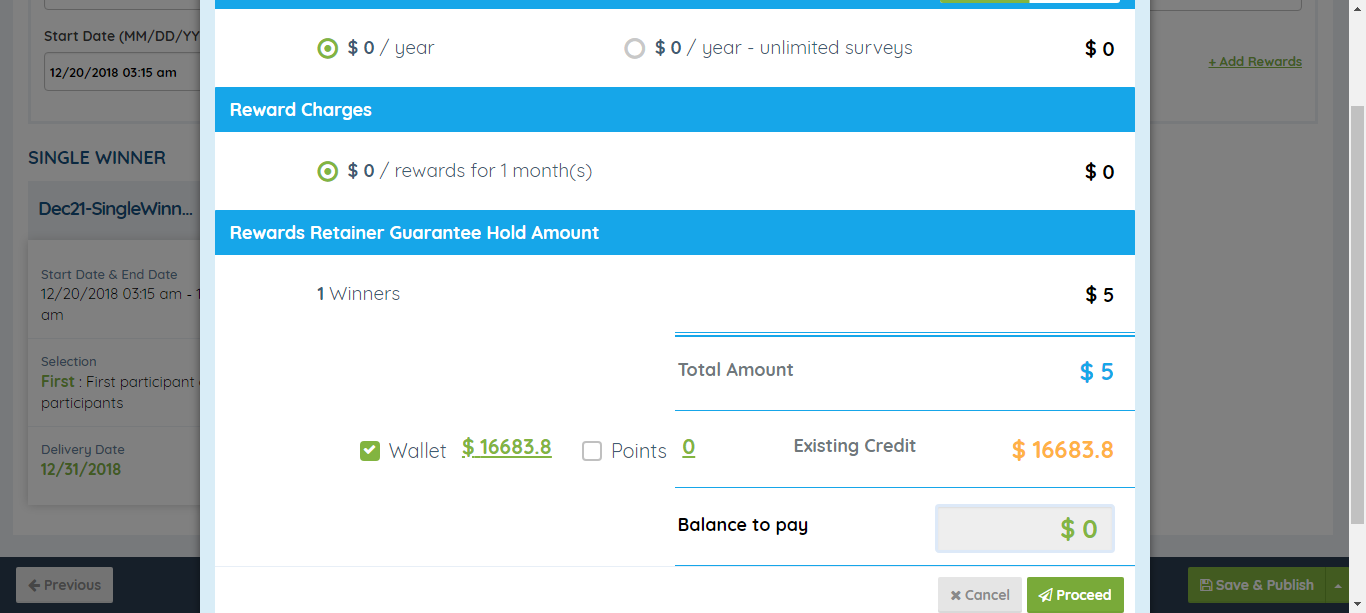 Start Date (MM/DD/YY
12/20/2018 03:15 am
+ Add Rewards
SINGLE WINNER
Dec21-SingleWinn...
Start Date & End Date
12/20/2018 03:15 am - 1
am
Selection
First : First participant
participants
Delivery Date
12/31/2018
Previous
Save & Publish
$ 0 / year
$ 0 / year - unlimited surveys
$ 0
Reward Charges
$ 0 / rewards for 1 month(s)
$ 0
Rewards Retainer Guarantee Hold Amount
1 Winners
$ 5
Total Amount
$ 5
Wallet $ 16683.8
Points 0
Existing Credit
$ 16683.8
Balance to pay
$ 0
Cancel
Proceed